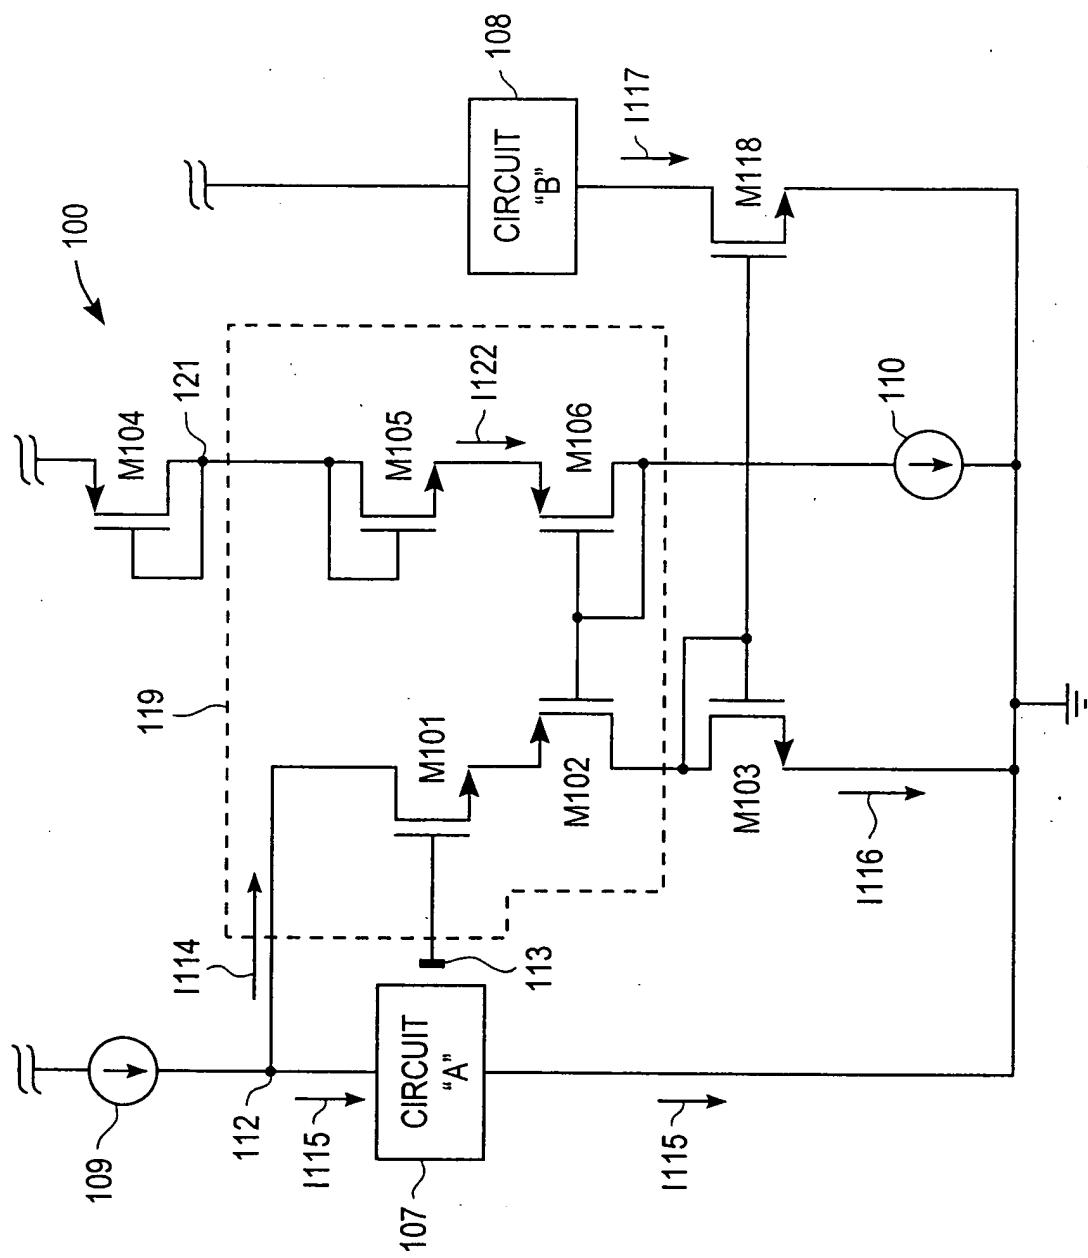 100
108
CIRCUIT
"B"
I117
M118
M104
121
M105
I122
M106
110
119
M101
M102
M103
I116
I114
113
109
112
I115
CIRCUIT
"A"
107
I115